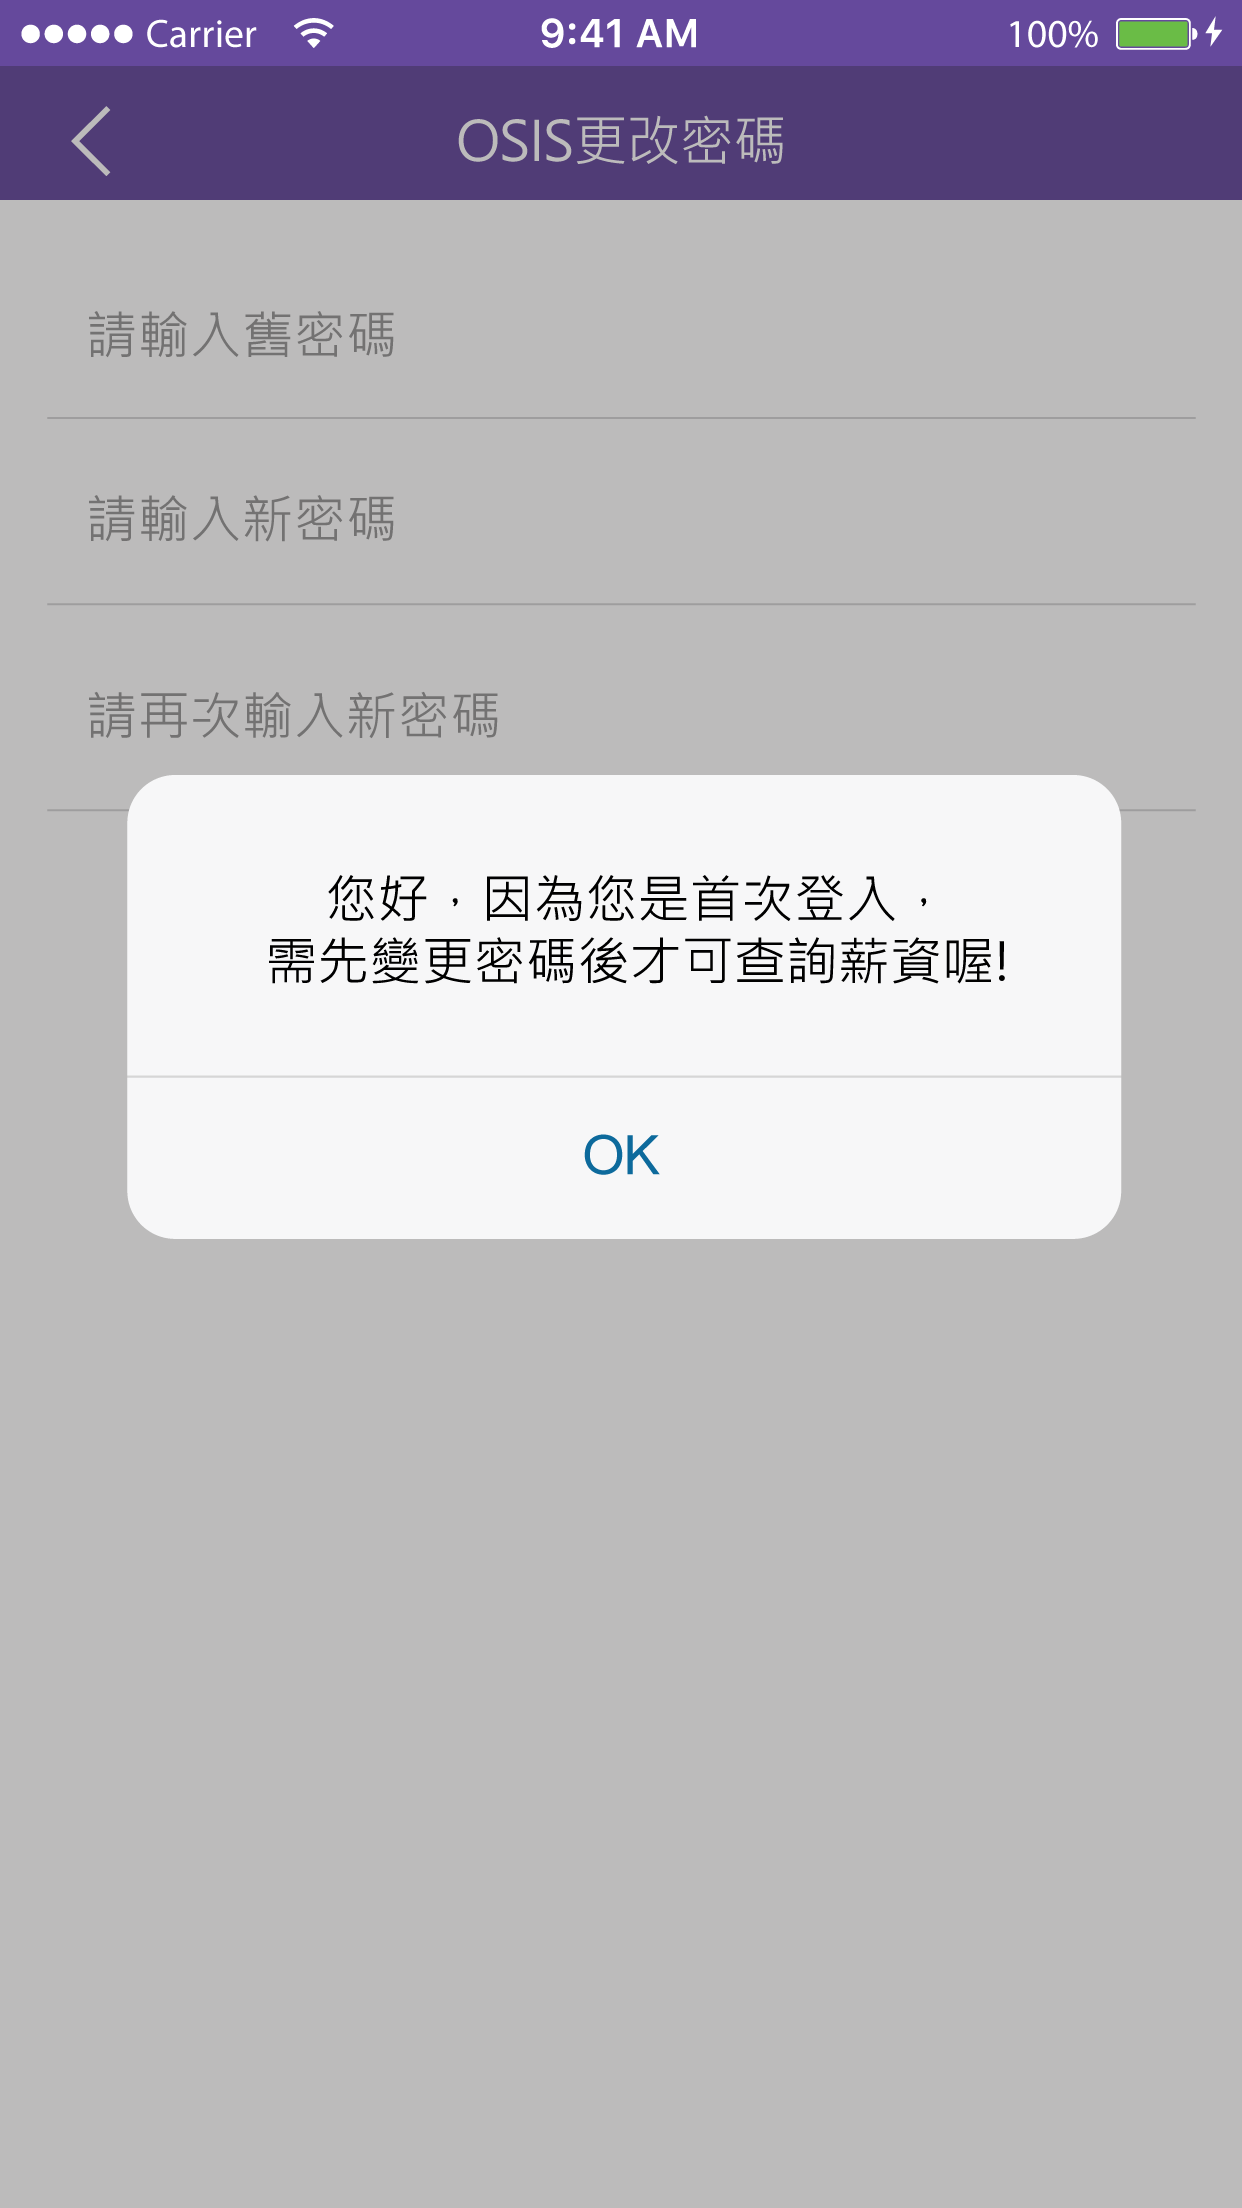 Carrier 9:41 AM 100%
OSIS更改密碼
請輸入舊密碼
請輸入新密碼
請再次輸入新密碼
您好，因為您是首次登入，
需先變更密碼後才可查詢薪資喔!
OK